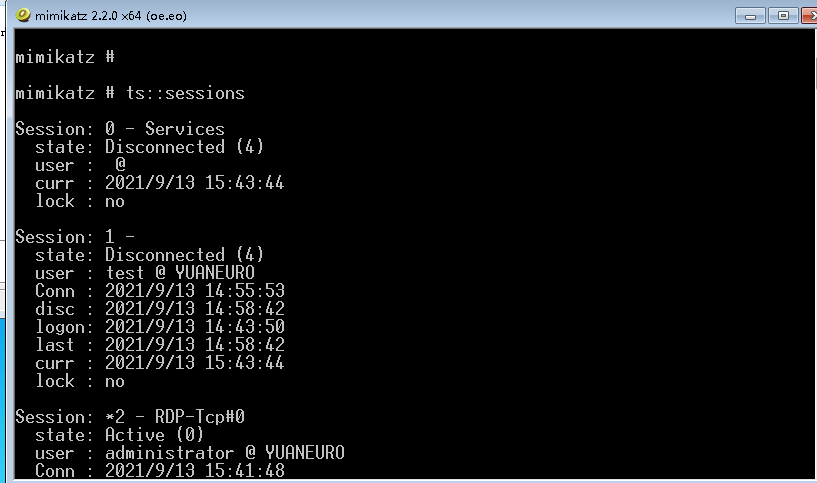 mimikatz 2.2.0 x64 (oe.eo)
mimikatz #
mimikatz # ts::sessions
Session: 0 - Services
state: Disconnected (4)
user : @
curr : 2021/9/13 15:43:44
lock : no
Session: 1 -
state: Disconnected (4)
user : test @ YUANEURO
Conn : 2021/9/13 14:55:53
disc : 2021/9/13 14:58:42
logon: 2021/9/13 14:43:50
last : 2021/9/13 14:58:42
curr : 2021/9/13 15:43:44
lock : no
Session: *2 - RDP-Tcp#0
state: Active (0)
user : administrator @ YUANEURO
Conn : 2021/9/13 15:41:48